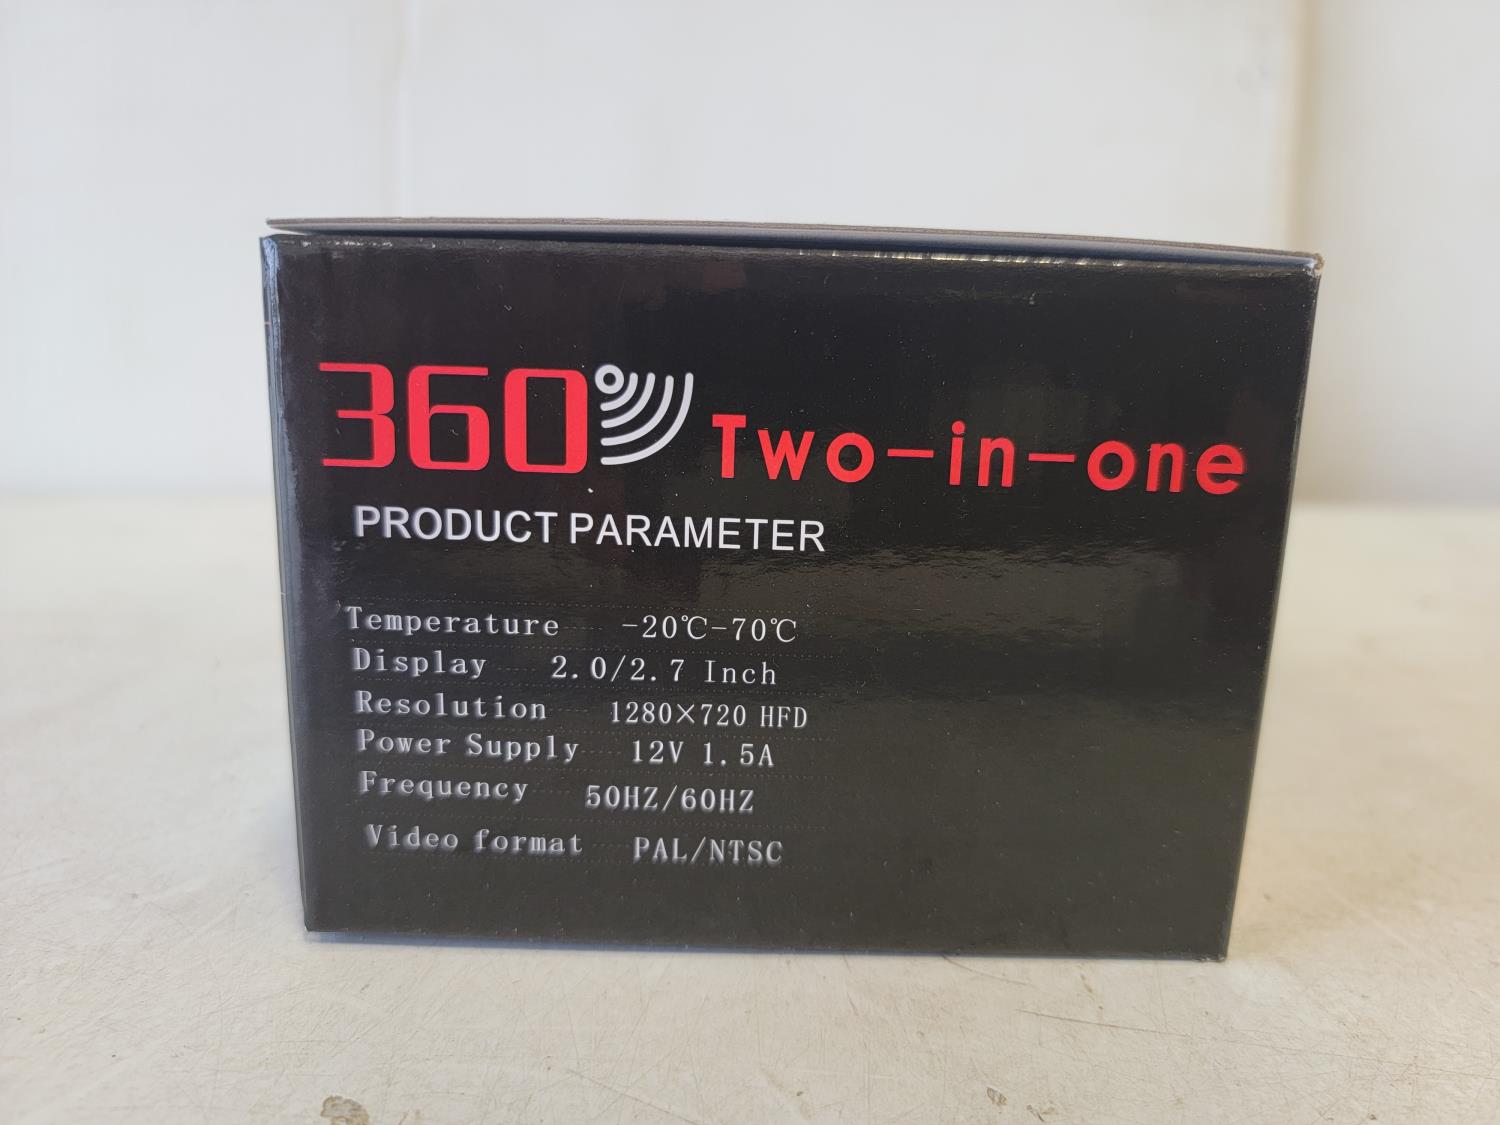 360 Two-in-one
PRODUCT PARAMETER
Temperature -20℃-70℃
Display 2.0/2.7 Inch
Resolution 1280×720 HFD
Power Supply 12V 1.5A
Frequency 50HZ/60HZ
Video format PAL/NTSC